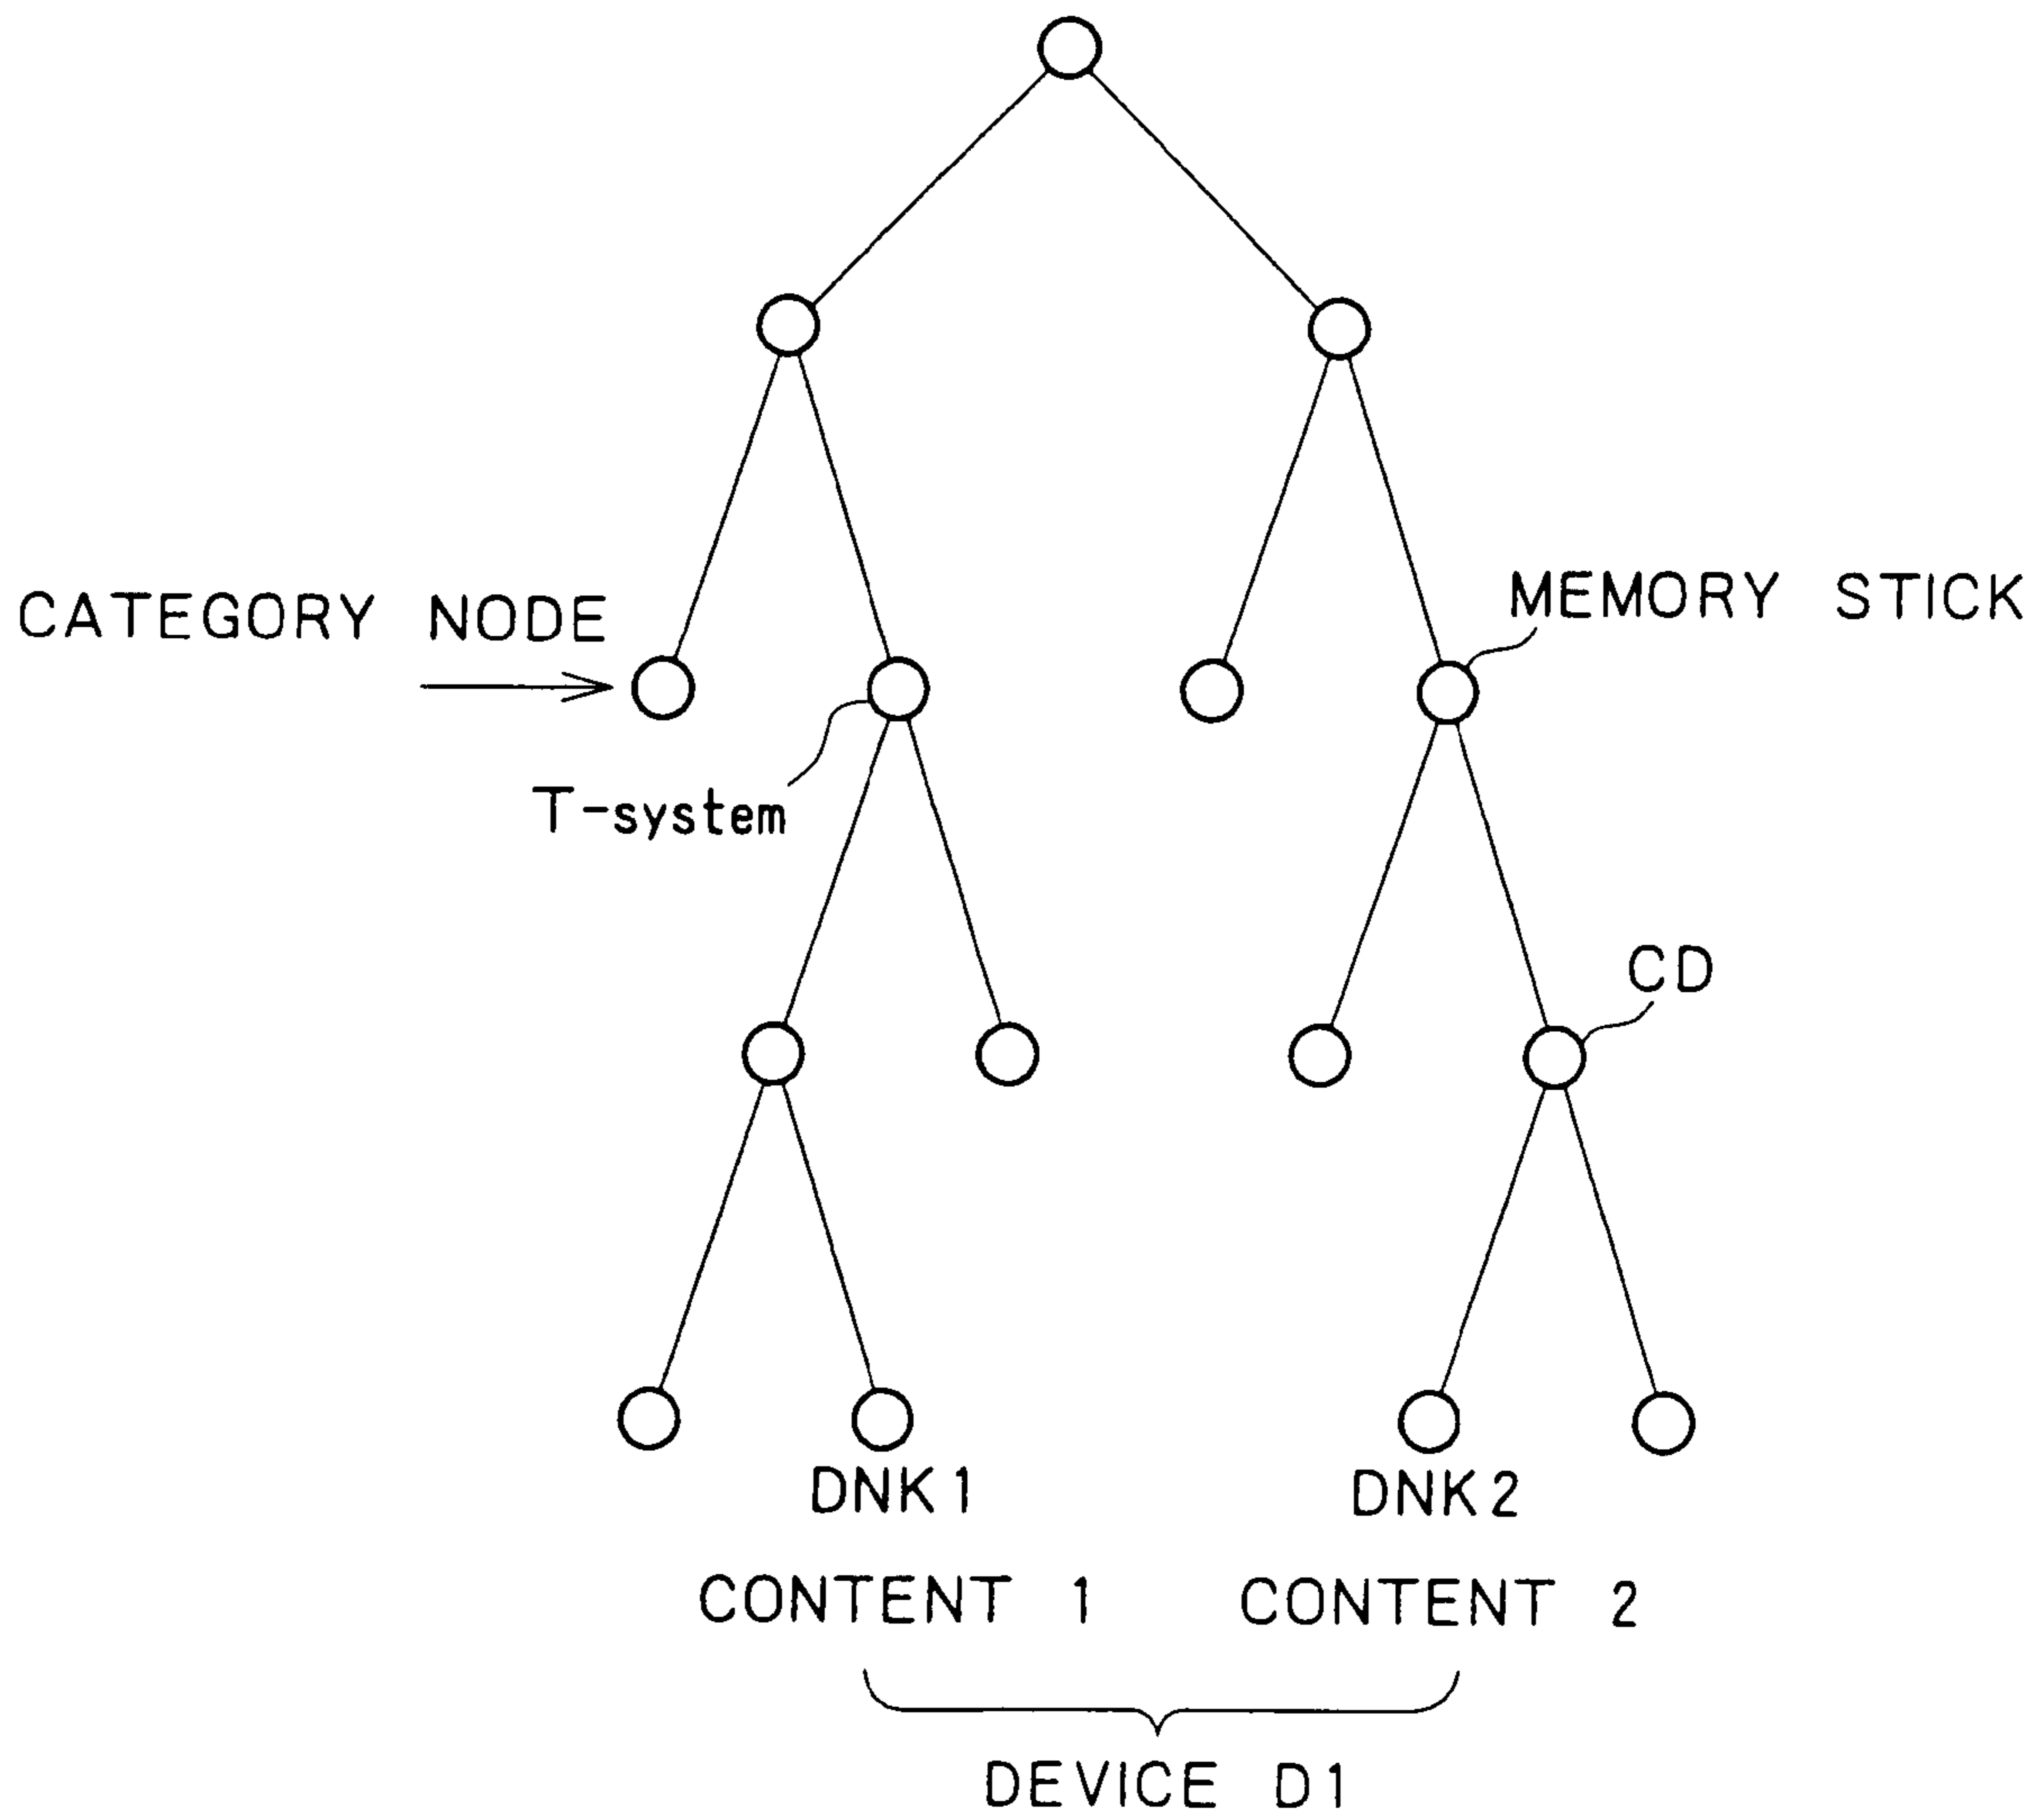 CATEGORY NODE
MEMORY STICK
T-system
CD
DNK1
DNK2
CONTENT 1
CONTENT 2
DEVICE D1